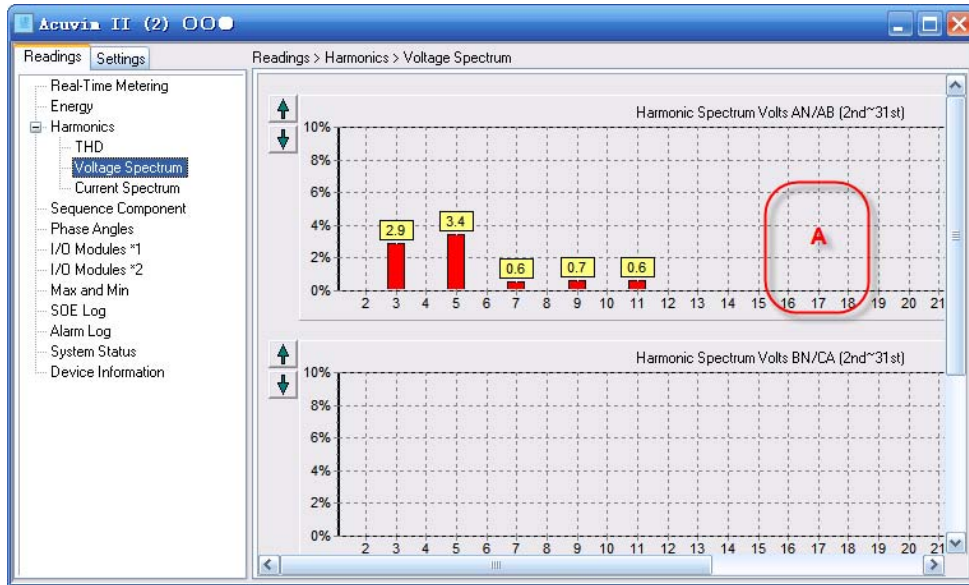 Acuvim II (2) ○○●
Readings Settings
Readings > Harmonics > Voltage Spectrum
Real-Time Metering
Energy
Harmonics
THD
Voltage Spectrum
Current Spectrum
Sequence Component
Phase Angles
I/O Modules *1
I/O Modules *2
Max and Min
SOE Log
Alarm Log
System Status
Device Information
Harmonic Spectrum Volts AN/AB (2nd~31st)
10%
8%
6%
4%
2%
0%
2.9
3.4
0.6
0.7
0.6
A
2 3 4 5 6 7 8 9 10 11 12 13 14 15 16 17 18 19 20 21
Harmonic Spectrum Volts BN/CA (2nd~31st)
10%
8%
6%
4%
2%
0%
2 3 4 5 6 7 8 9 10 11 12 13 14 15 16 17 18 19 20 21